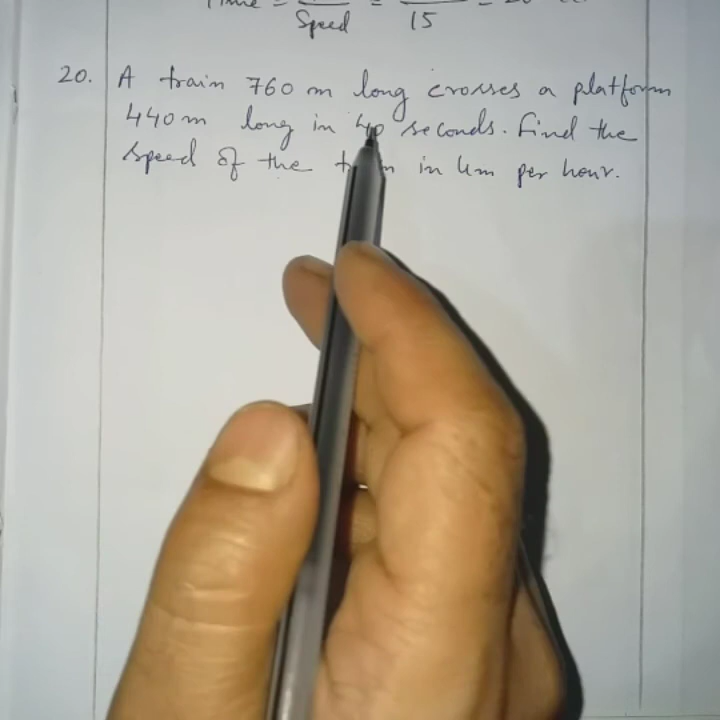 Speed 15
20. A train 760 m long crosses a platform
440 m long in 40 seconds. Find the
speed of the in km per hour.